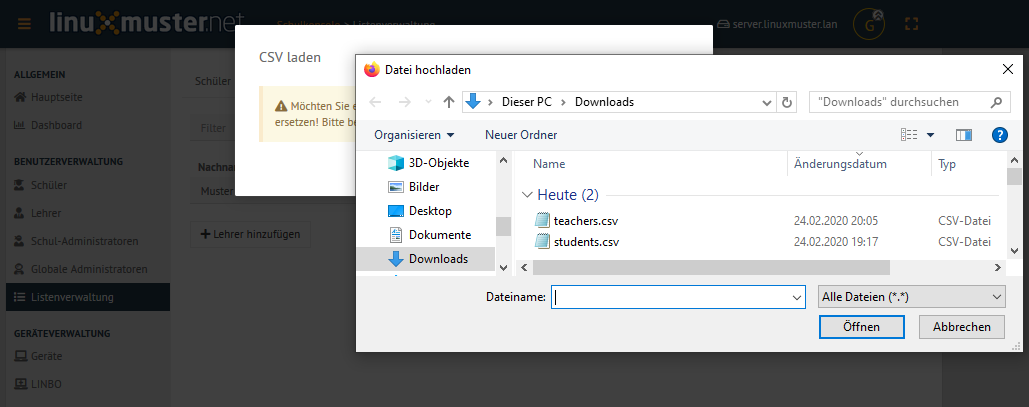 linuxmuster.net
Schulkonsole > Listenverwaltung
server.linuxmuster.lan
G
ALLGEMEIN
Hauptseite
Dashboard
BENUTZERVERWALTUNG
Schüler
Lehrer
Schul-Administratoren
Globale Administratoren
Listenverwaltung
GERÄTEVERWALTUNG
Geräte
LINBO
Schüler
Filter
Nachna
Muster
+ Lehrer hinzufügen
CSV laden
Möchten Sie e
ersetzen! Bitte be
Datei hochladen
Dieser PC > Downloads
"Downloads" durchsuchen
Organisieren
Neuer Ordner
3D-Objekte
Bilder
Desktop
Dokumente
Downloads
Name Änderungsdatum Typ
Heute (2)
teachers.csv 24.02.2020 20:05 CSV-Datei
students.csv 24.02.2020 19:17 CSV-Datei
Dateiname:
Alle Dateien (*.*)
Öffnen
Abbrechen